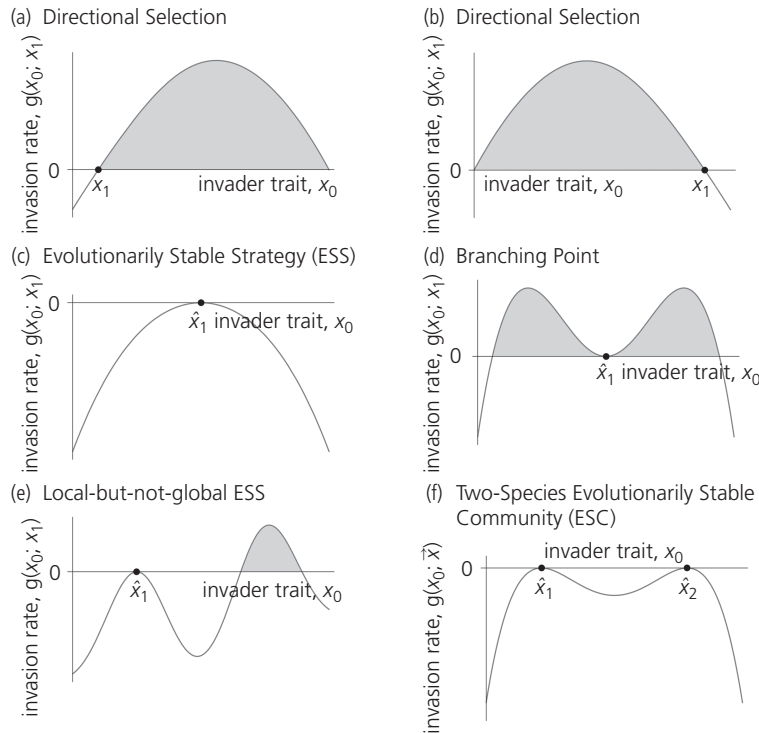 (a) Directional Selection
invasion rate, g(x₀; x₁)
0
x₁
invader trait, x₀
(b) Directional Selection
invasion rate, g(x₀; x₁)
0
invader trait, x₀
x₁
(c) Evolutionarily Stable Strategy (ESS)
invasion rate, g(x₀; x₁)
0
x̂₁ invader trait, x₀
(d) Branching Point
invasion rate, g(x₀; x₁)
0
x̂₁ invader trait, x₀
(e) Local-but-not-global ESS
invasion rate, g(x₀; x₁)
0
x̂₁
invader trait, x₀
(f) Two-Species Evolutionarily Stable
Community (ESC)
invasion rate, g(x₀; x⃗)
invader trait, x₀
0
x̂₁
x̂₂